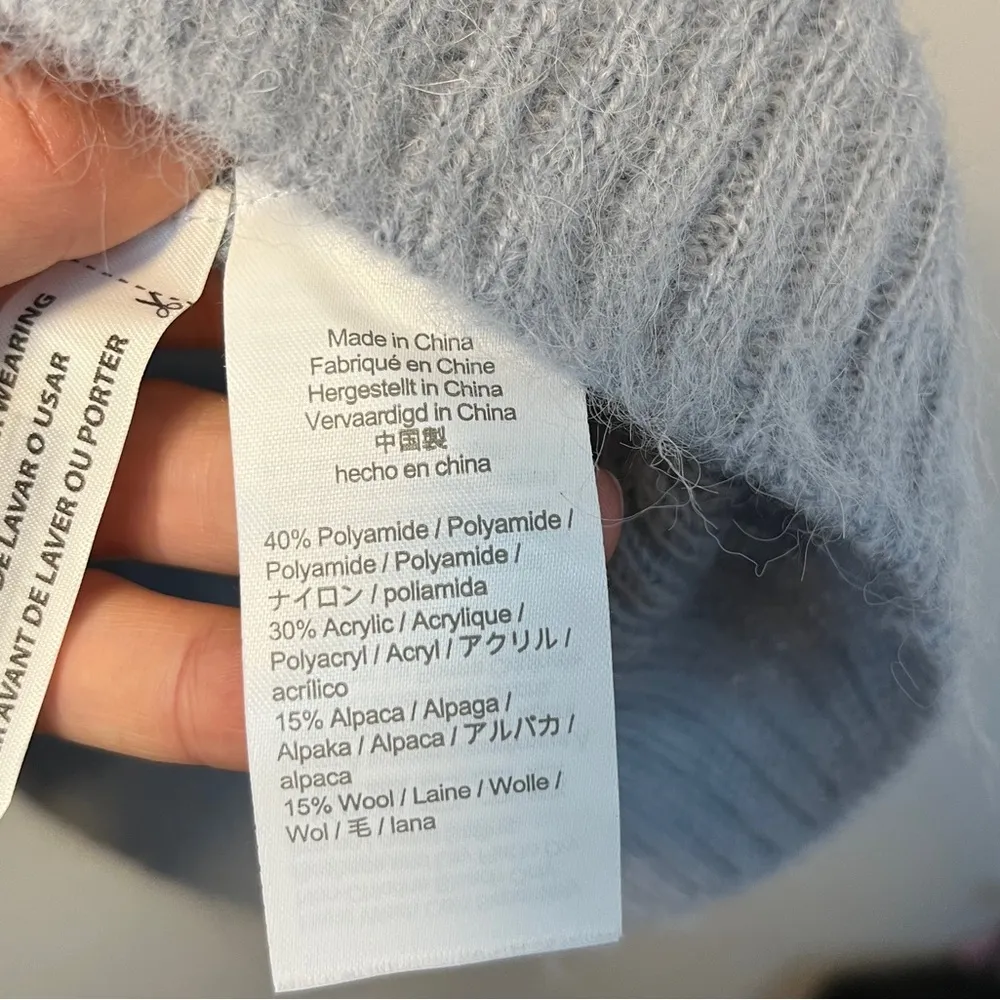 WEARING
DE LAVAR O USAR
AVANT DE LAVER OU PORTER
Made in China
Fabriqué en Chine
Hergestellt in China
Vervaardigd in China
中国製
hecho en china
40% Polyamide / Polyamide /
Polyamide / Polyamide /
ナイロン / poliamida
30% Acrylic / Acrylique /
Polyacryl / Acryl / アクリル /
acrílico
15% Alpaca / Alpaga /
Alpaka / Alpaca / アルパカ /
alpaca
15% Wool / Laine / Wolle /
Wol / 毛 / lana